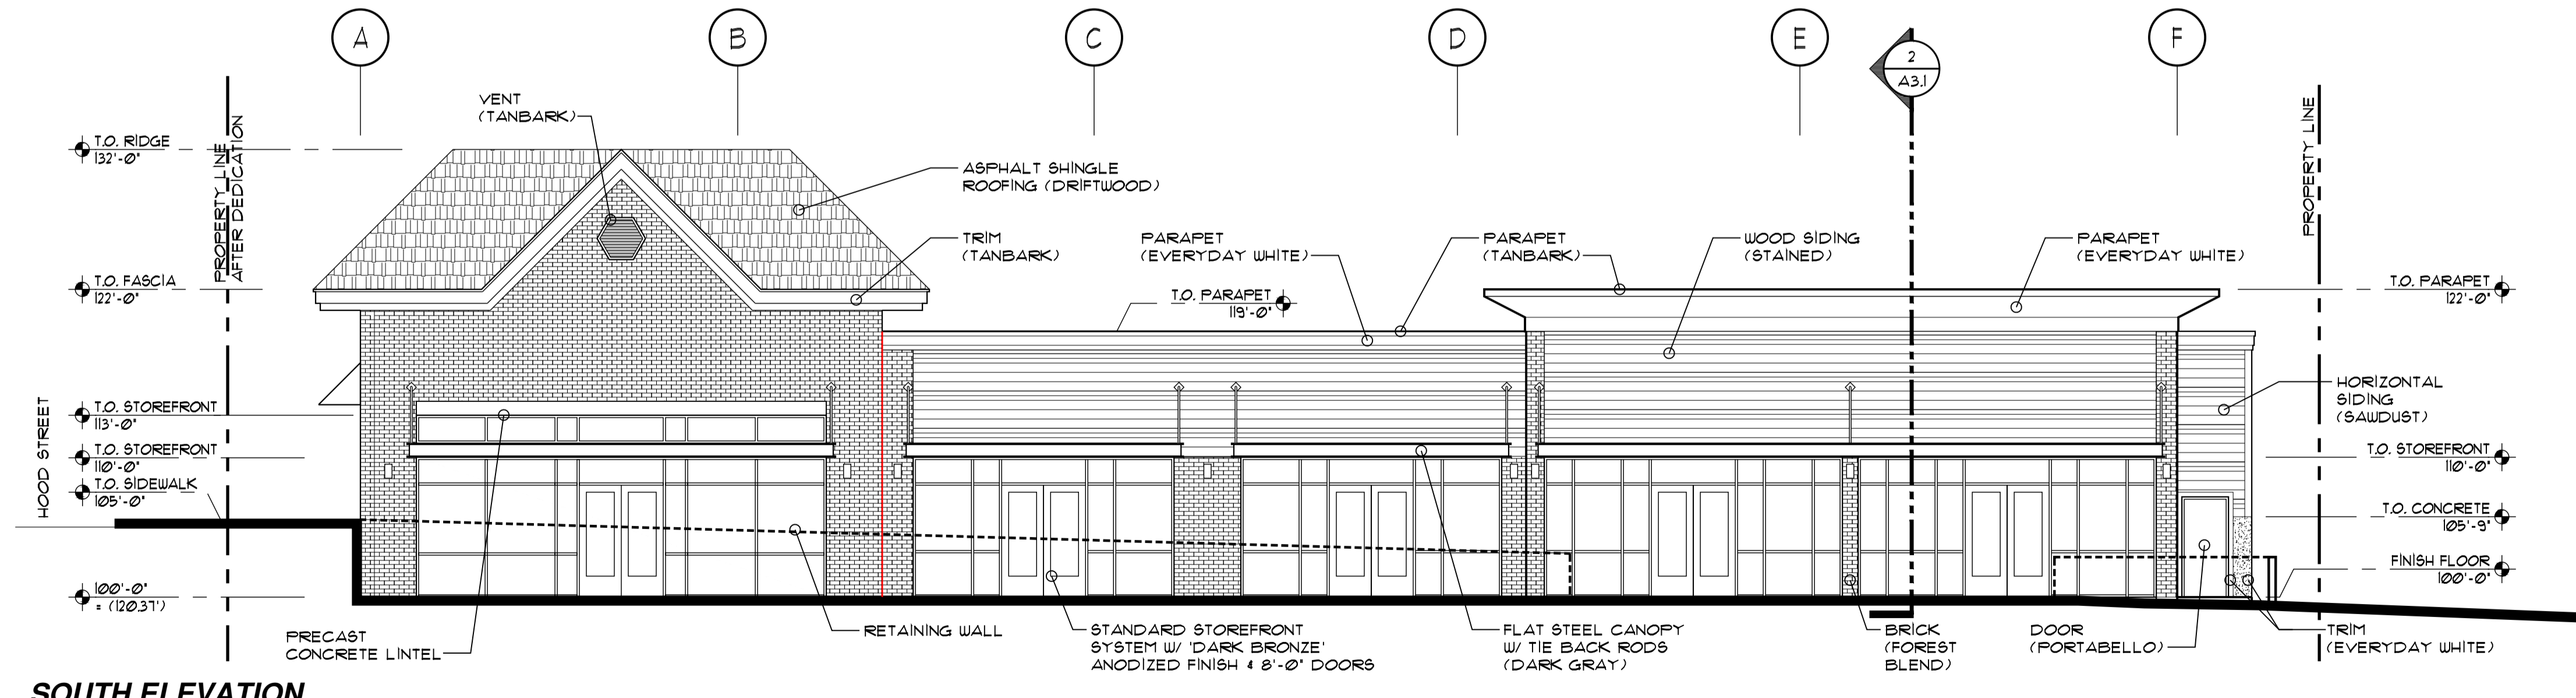 A
B
C
D
E
F
2
A3.1
VENT
(TANBARK)
T.O. RIDGE
132'-0"
PROPERTY LINE
AFTER DEDICATION
ASPHALT SHINGLE
ROOFING (DRIFTWOOD)
PROPERTY LINE
TRIM
(TANBARK)
PARAPET
(EVERYDAY WHITE)
PARAPET
(TANBARK)
WOOD SIDING
(STAINED)
PARAPET
(EVERYDAY WHITE)
T.O. FASCIA
122'-0"
T.O. PARAPET
119'-0"
T.O. PARAPET
122'-0"
HOOD STREET
T.O. STOREFRONT
113'-0"
T.O. STOREFRONT
110'-0"
T.O. SIDEWALK
105'-0"
HORIZONTAL
SIDING
(SAWDUST)
T.O. STOREFRONT
110'-0"
T.O. CONCRETE
105'-9"
FINISH FLOOR
100'-0"
100'-0"
= (120.37')
PRECAST
CONCRETE LINTEL
RETAINING WALL
STANDARD STOREFRONT
SYSTEM W/ 'DARK BRONZE'
ANODIZED FINISH & 8'-0" DOORS
FLAT STEEL CANOPY
W/ TIE BACK RODS
(DARK GRAY)
BRICK
(FOREST
BLEND)
DOOR
(PORTABELLO)
TRIM
(EVERYDAY WHITE)
SOUTH ELEVATION